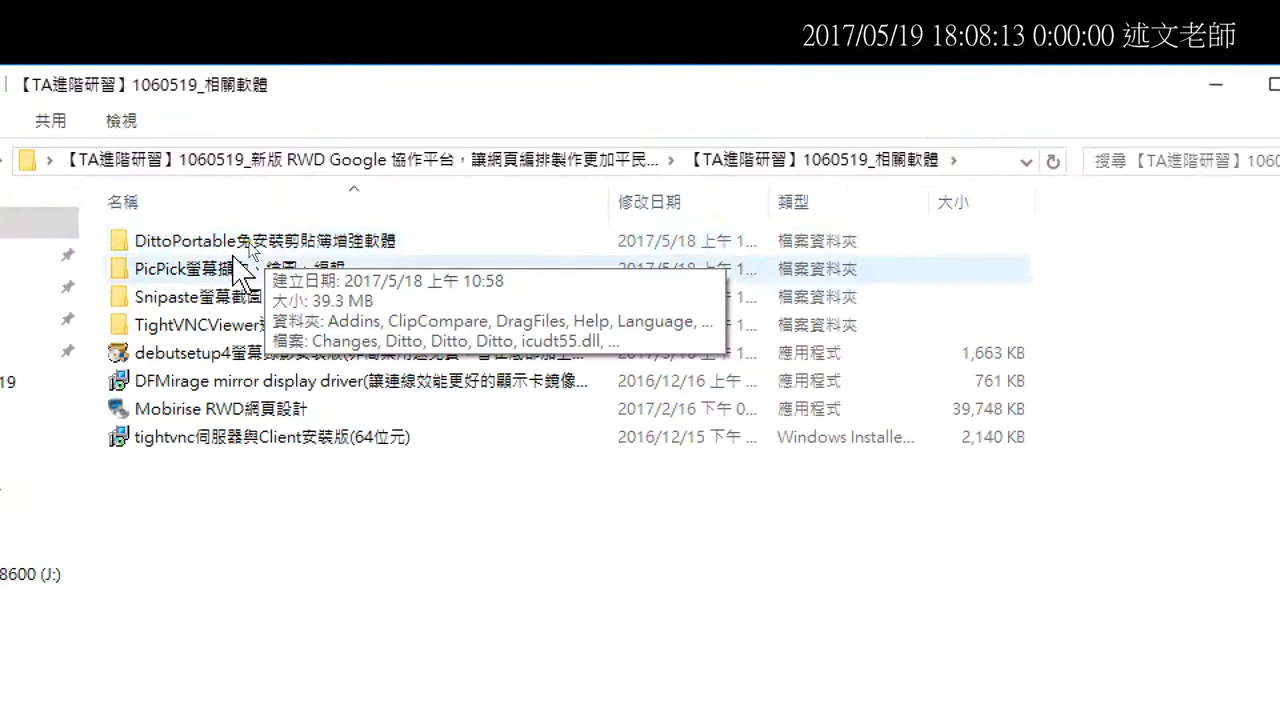 2017/05/19 18:08:13 0:00:00 述文老師
【TA進階研習】1060519_相關軟體
共用 檢視
【TA進階研習】1060519_新版 RWD Google 協作平台，讓網頁編排製作更加平民... 【TA進階研習】1060519_相關軟體 搜尋【TA進階研習】1060
名稱 修改日期 類型 大小
DittoPortable免安裝剪貼簿增強軟體 2017/5/18 上午 1... 檔案資料夾
PicPick螢幕擷 2017/5/18 上午 1... 檔案資料夾
建立日期: 2017/5/18 上午 10:58
Snipaste螢幕截圖 檔案資料夾
大小: 39.3 MB
資料夾: Addins, ClipCompare, DragFiles, Help, Language, ...
TightVNCViewer 檔案資料夾
檔案: Changes, Ditto, Ditto, Ditto, icudt55.dll, ...
debutsetup4螢幕 應用程式 1,663 KB
DFMirage mirror display driver(讓連線效能更好的顯示卡鏡像... 2016/12/16 上午 ... 應用程式 761 KB
19
Mobirise RWD網頁設計 2017/2/16 下午 0... 應用程式 39,748 KB
tightvnc伺服器與Client安裝版(64位元) 2016/12/15 下午 ... Windows Installe... 2,140 KB
8600 (J:)